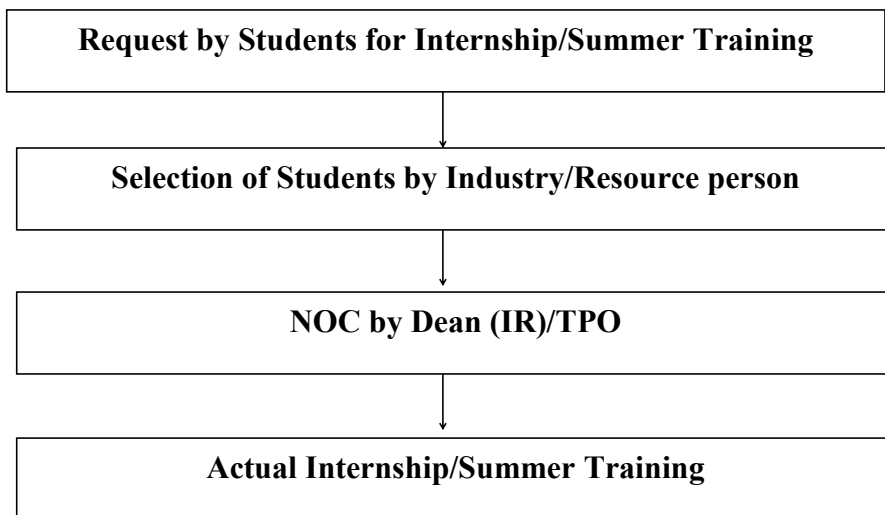 Request by Students for Internship/Summer Training
Selection of Students by Industry/Resource person
NOC by Dean (IR)/TPO
Actual Internship/Summer Training